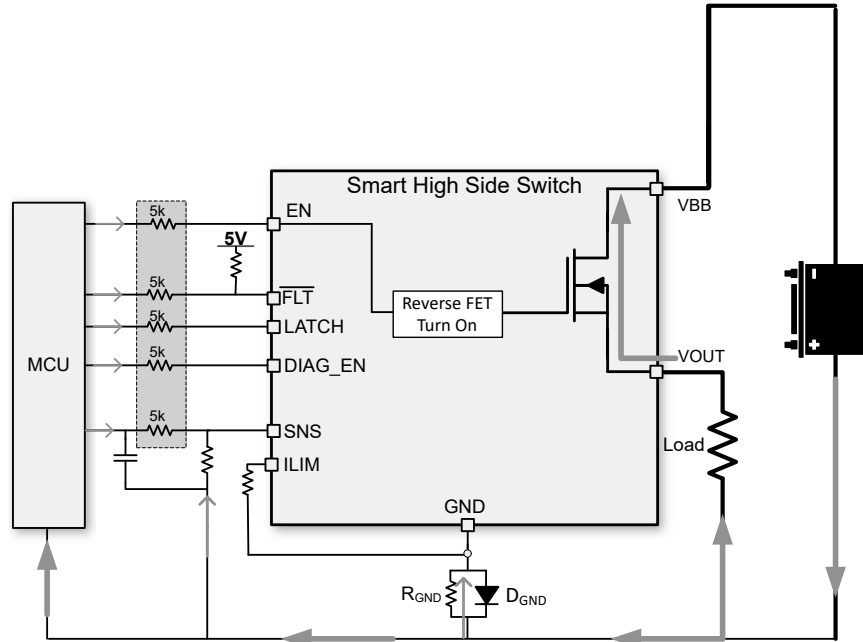 Smart High Side Switch
VBB
5k
EN
5V
5k
FLT
Reverse FET
Turn On
5k
LATCH
MCU
5k
DIAG_EN
VOUT
-
+
5k
SNS
Load
ILIM
GND
RGND
DGND